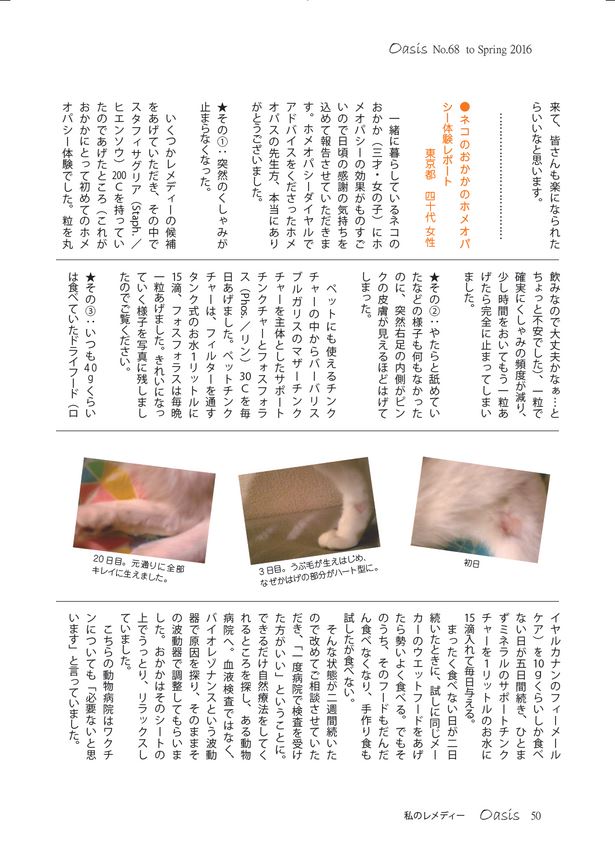 Oasis No.68 to Spring 2016
来て、皆さんも楽になられた
らいいなと思います。
………………………………
●ネコのおかかのホメオパ
シー体験レポート
東京都 四十代 女性
一緒に暮らしているネコの
おかか（三才・女の子）にホ
メオパシーの効果がものすご
いので日頃の感謝の気持ちを
込めて報告させていただきま
す。ホメオパシーダイヤルで
アドバイスをくださったホメ
オパスの先生方、本当にあり
がとうございました。
★その①：突然のくしゃみが
止まらなくなった。
いくつかレメディーの候補
をあげていただき、その中で
スタフィサグリア（Staph.／
ヒエンソウ）200Cを持ってい
たのであげたところ（これが
おかかにとって初めてのホメ
オパシー体験でした。粒を丸
飲みなので大丈夫かなぁ…と
ちょっと不安でした）、一粒で
確実にくしゃみの頻度が減り、
少し時間をおいてもう一粒あ
げたら完全に止まってしまい
ました。
★その②：やたらと舐めてい
たなどの様子も何もなかった
のに、突然右足の内側がピン
クの皮膚が見えるほどはげて
しまった。
ペットにも使えるチンク
チャーの中からバーバリス
ブルガリスのマザーチンク
チャーを主体としたサポート
チンクチャーとフォスフォラ
ス（Phos.／リン）30Cを毎
日あげました。ペットチンク
チャーは、フィルターを通す
タンク式のお水1リットルに
15滴、フォスフォラスは毎晩
一粒あげました。きれいになっ
ていく様子を写真に残しまし
たのでご覧ください。
★その③：いつも40gくらい
は食べていたドライフード（ロ
初日
3日目。うぶ毛が生えはじめ、
なぜかはげの部分がハート型に。
20日目。元通りに全部
キレイに生えました。
イヤルカナンのフィーメール
ケア）を10gくらいしか食べ
ない日が五日間続き、ひとま
ずミネラルのサポートチンク
チャーを1リットルのお水に
15滴入れて毎日与える。
まったく食べない日が二日
続いたときに、試しに同じメー
カーのウエットフードをあげ
たら勢いよく食べる。でもそ
のうち、そのフードもだんだ
ん食べなくなり、手作り食も
試したが食べない。
そんな状態が二週間続いた
ので改めてご相談させていた
だき、「一度病院で検査を受け
た方がいい」ということに。
できるだけ自然療法をしてく
れるところを探し、ある動物
病院へ。血液検査ではなく、
バイオレゾナンスという波動
器で原因を探り、そのままそ
の波動器で調整してもらいま
した。おかかはそのシートの
上でうっとり、リラックスし
ていました。
こちらの動物病院はワクチ
ンについても「必要ないと思
います」と言っていました。
私のレメディー Oasis 50